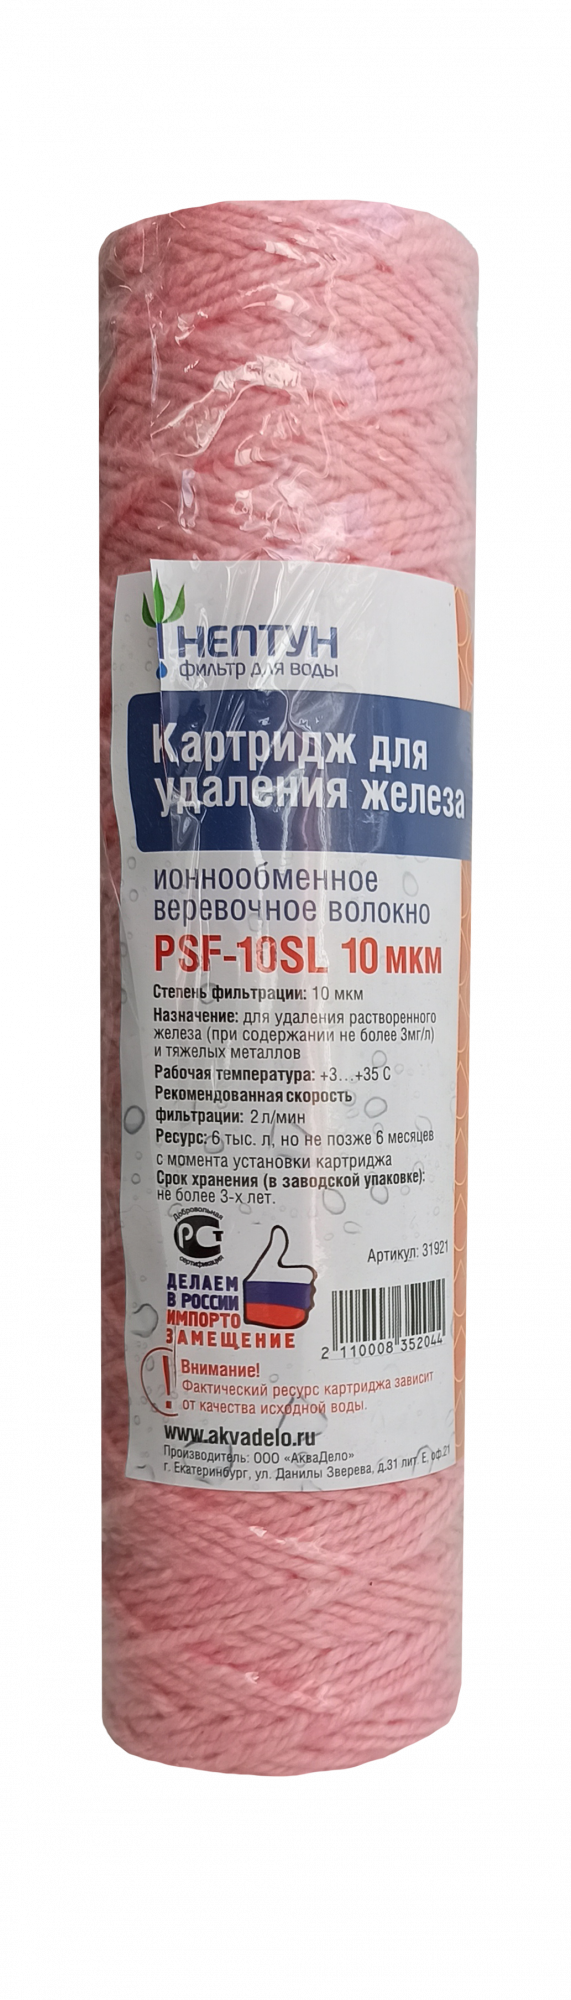 НЕПТУН
фильтр для воды
Картридж для
удаления железа
ионнообменное
веревочное волокно
PSF-10SL 10 мкм
Степень фильтрации: 10 мкм
Назначение: для удаления растворенного
железа (при содержании не более 3мг/л)
и тяжелых металлов
Рабочая температура: +3...+35 С
Рекомендованная скорость
фильтрации: 2 л/мин
Ресурс: 6 тыс. л, но не позже 6 месяцев
с момента установки картриджа
Срок хранения (в заводской упаковке):
не более 3-х лет.
Добровольная
РСТ
сертификация
Артикул: 31921
ДЕЛАЕМ
В РОССИИ
ИМПОРТО
ЗАМЕЩЕНИЕ
2 110008 352044
! Внимание!
Фактический ресурс картриджа зависит
от качества исходной воды.
www.akvadelo.ru
Производитель: ООО «АкваДело»
г. Екатеринбург, ул. Данилы Зверева, д.31 лит. Е, оф.21